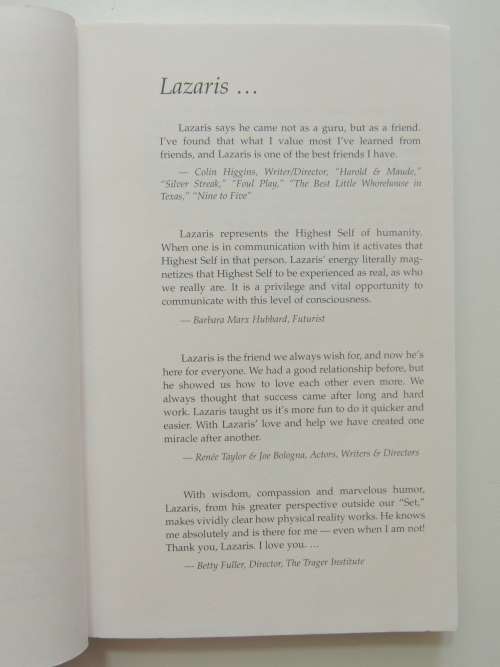 Lazaris …
Lazaris says he came not as a guru, but as a friend.
I've found that what I value most I've learned from
friends, and Lazaris is one of the best friends I have.
— Colin Higgins, Writer/Director, "Harold & Maude,"
"Silver Streak," "Foul Play," "The Best Little Whorehouse in
Texas," "Nine to Five"
Lazaris represents the Highest Self of humanity.
When one is in communication with him it activates that
Highest Self in that person. Lazaris' energy literally mag-
netizes that Highest Self to be experienced as real, as who
we really are. It is a privilege and vital opportunity to
communicate with this level of consciousness.
— Barbara Marx Hubbard, Futurist
Lazaris is the friend we always wish for, and now he's
here for everyone. We had a good relationship before, but
he showed us how to love each other even more. We
always thought that success came after long and hard
work. Lazaris taught us it's more fun to do it quicker and
easier. With Lazaris' love and help we have created one
miracle after another.
— Renée Taylor & Joe Bologna, Actors, Writers & Directors
With wisdom, compassion and marvelous humor,
Lazaris, from his greater perspective outside our "Set,"
makes vividly clear how physical reality works. He knows
me absolutely and is there for me — even when I am not!
Thank you, Lazaris. I love you. …
— Betty Fuller, Director, The Trager Institute